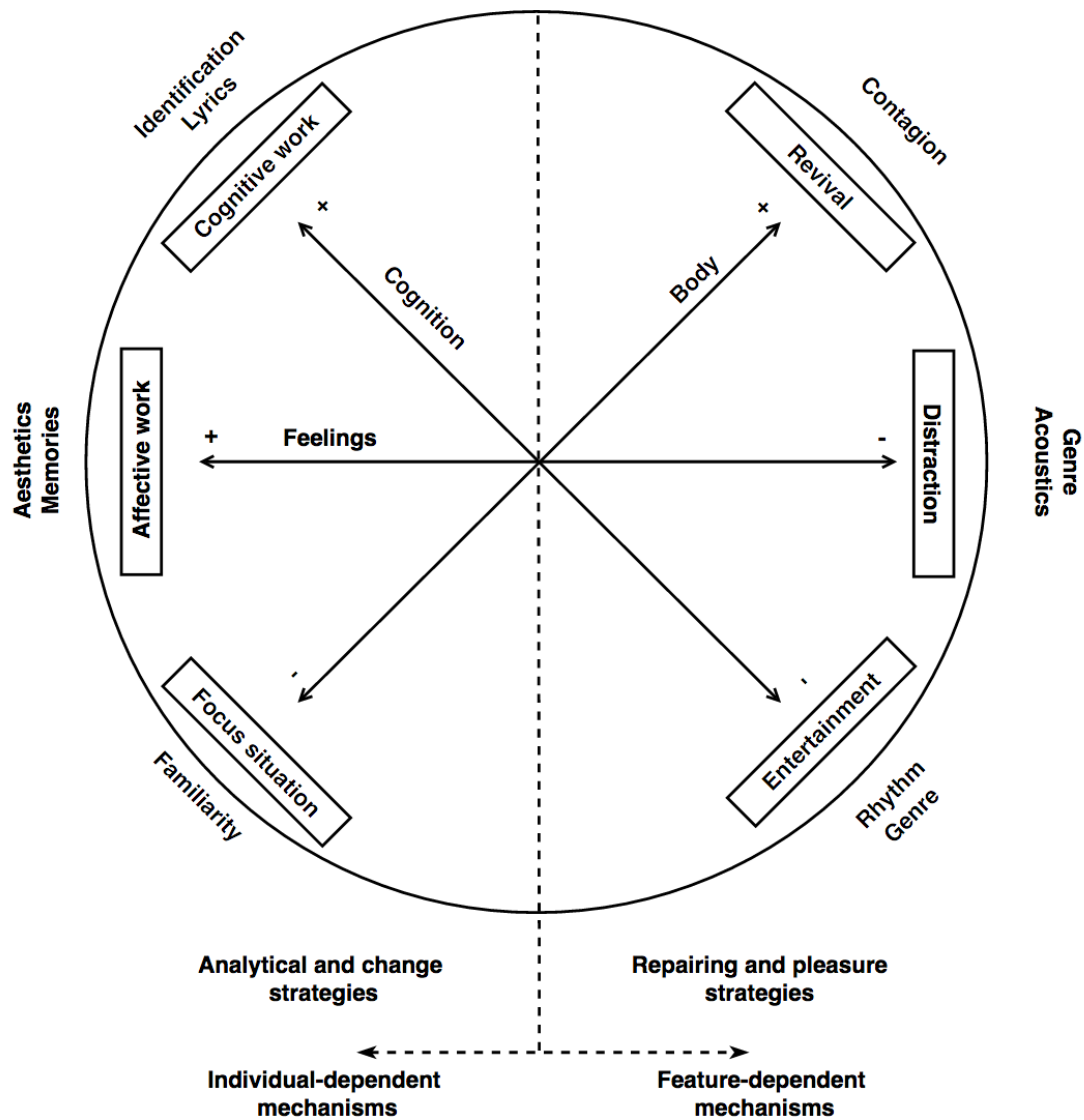 Identification
Lyrics
Cognitive work
+
Cognition
Contagion
Revival
+
Body
Aesthetics
Memories
Affective work
+
Feelings
-
Distraction
Genre
Acoustics
-
Focus situation
Familiarity
-
Entertainment
Rhythm
Genre
Analytical and change
strategies
Repairing and pleasure
strategies
Individual-dependent
mechanisms
Feature-dependent
mechanisms